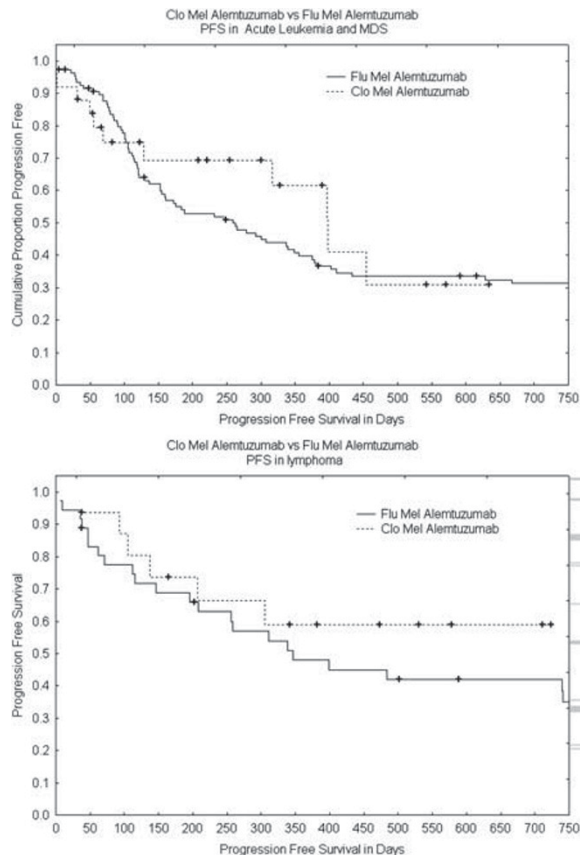 Clo Mel Alemtuzumab vs Flu Mel Alemtuzumab
PFS in Acute Leukemia and MDS
Flu Mel Alemtuzumab
Clo Mel Alemtuzumab
Cumulative Proportion Progression Free
1.0
0.9
0.8
0.7
0.6
0.5
0.4
0.3
0.2
0.1
0.0
0 50 100 150 200 250 300 350 400 450 500 550 600 650 700 750
Progression Free Survival in Days
Clo Mel Alemtuzumab vs Flu Mel Alemtuzumab
PFS in lymphoma
Flu Mel Alemtuzumab
Clo Mel Alemtuzumab
Progression Free Survival
1.0
0.9
0.8
0.7
0.6
0.5
0.4
0.3
0.2
0.1
0.0
0 50 100 150 200 250 300 350 400 450 500 550 600 650 700 750
Progression Free Survival in Days